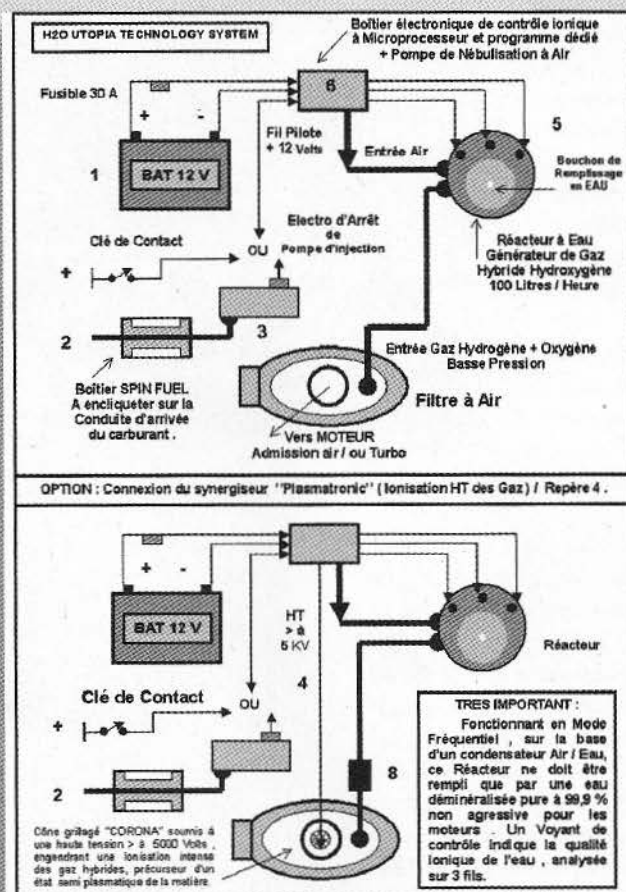 H2O UTOPIA TECHNOLOGY SYSTEM
Boîtier électronique de contrôle ionique
à Microprocesseur et programme dédié
+ Pompe de Nébulisation à Air
Fusible 30 A
+ -
6
5
1
BAT 12 V
Fil Pilote
+ 12 Volts
Entrée Air
Bouchon de
Remplissage
en EAU
Clé de Contact
+
OU
Electro d'Arrêt
de
Pompe d'injection
Réacteur à Eau
Générateur de Gaz
Hybride Hydroxygène
100 Litres / Heure
2
3
Boîtier SPIN FUEL
A encliqueter sur la
Conduite d'arrivée
du carburant .
Entrée Gaz Hydrogène + Oxygène
Basse Pression
Filtre à Air
Vers MOTEUR
Admission air / ou Turbo
OPTION : Connexion du synergiseur "Plasmatronic" ( Ionisation HT des Gaz ) / Repère 4 .
+ -
BAT 12 V
HT
> à
5 KV
4
Réacteur
Clé de Contact
+
OU
2
8
TRES IMPORTANT :
Fonctionnant en Mode
Fréquentiel , sur la base
d'un condensateur Air / Eau,
ce Réacteur ne doit être
rempli que par une eau
déminéralisée pure à 99,9 %
non agressive pour les
moteurs . Un Voyant de
contrôle indique la qualité
ionique de l'eau , analysée
sur 3 fils.
Cône grillagé "CORONA" soumis à
une haute tension > à 5000 Volts ,
engendrant une ionisation intense
des gaz hybrides, précurseur d'un
état semi plasmatique de la matière.